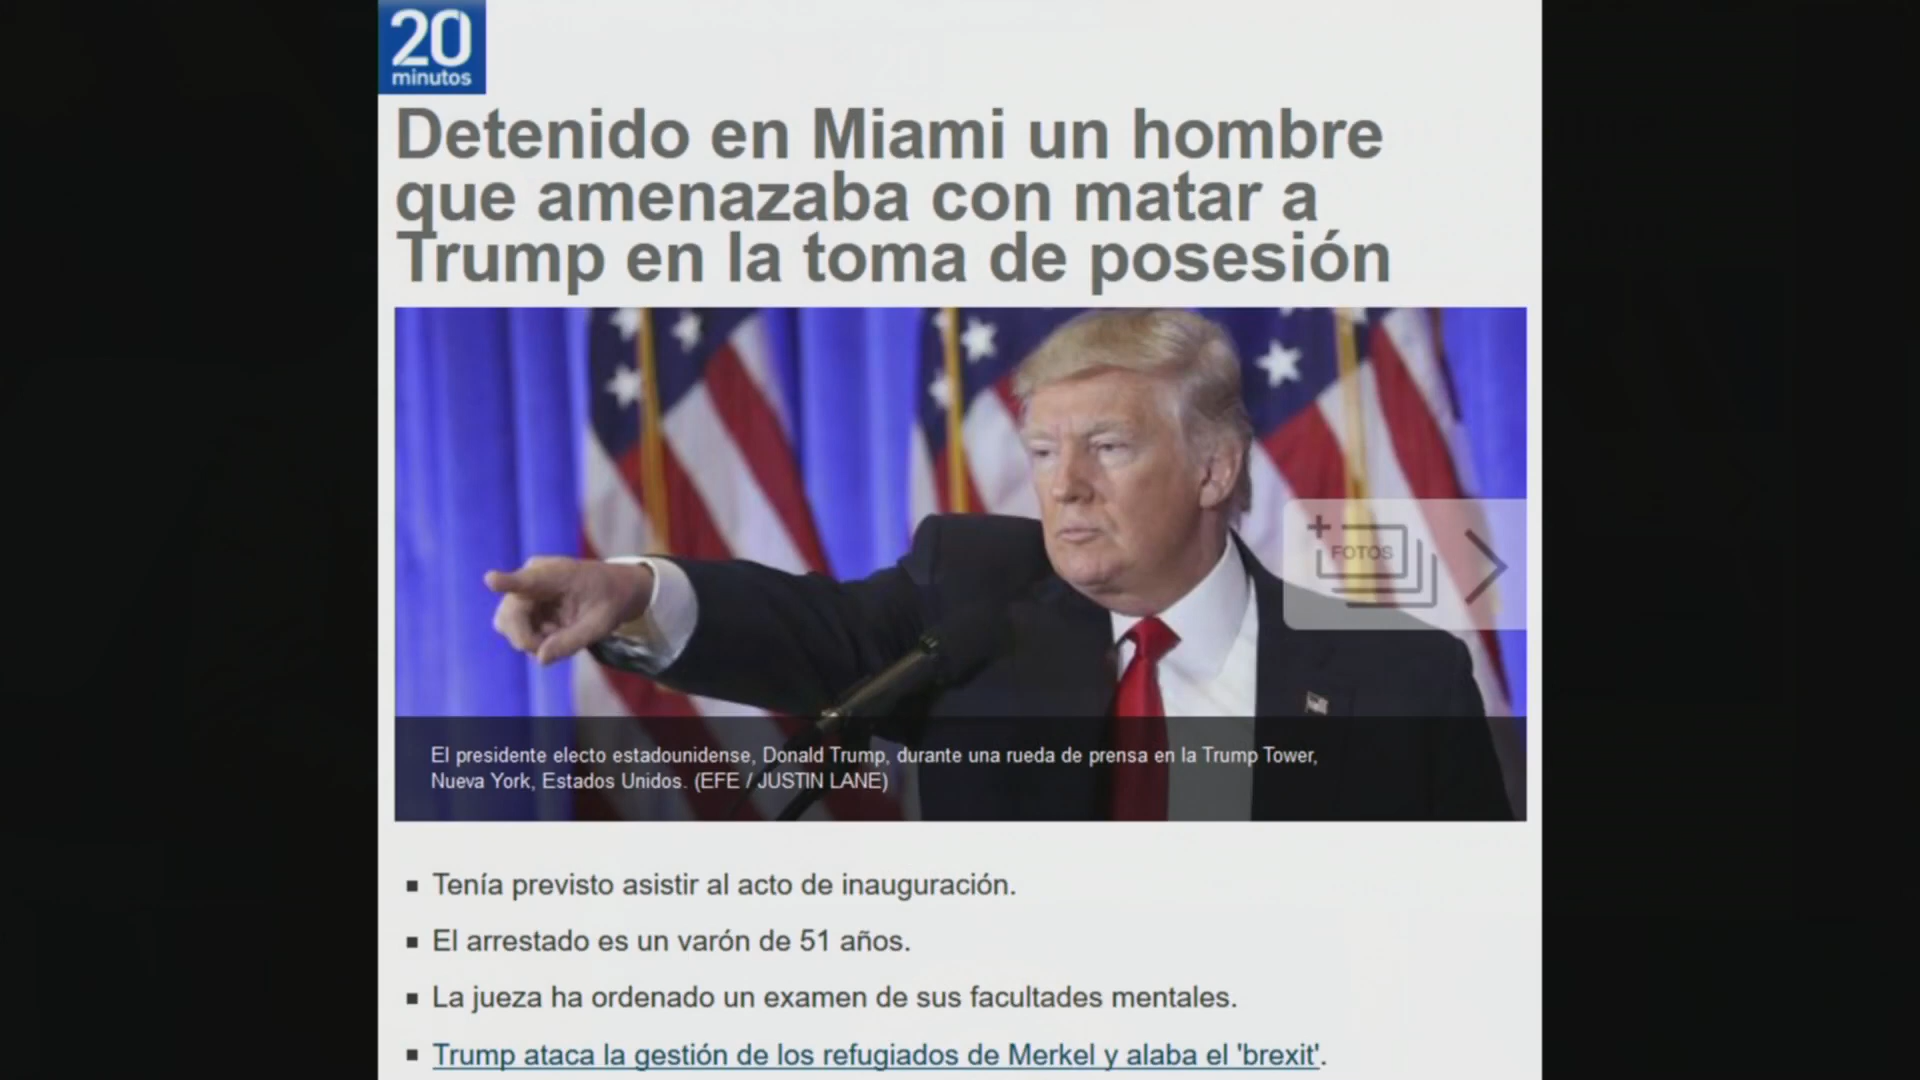 20
minutos
Detenido en Miami un hombre
que amenazaba con matar a
Trump en la toma de posesión
FOTOS
El presidente electo estadounidense, Donald Trump, durante una rueda de prensa en la Trump Tower,
Nueva York, Estados Unidos. (EFE / JUSTIN LANE)
Tenía previsto asistir al acto de inauguración.
El arrestado es un varón de 51 años.
La jueza ha ordenado un examen de sus facultades mentales.
Trump ataca la gestión de los refugiados de Merkel y alaba el 'brexit'.